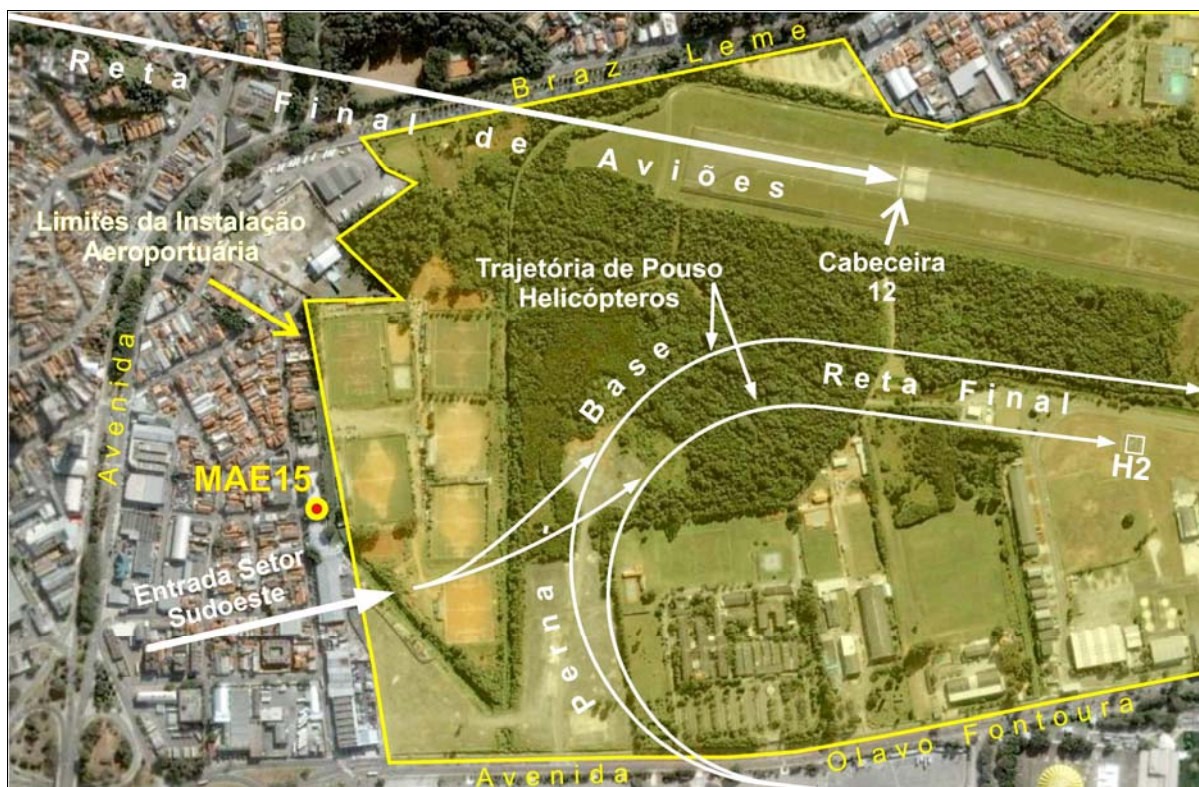 Reta Final de Aviões
Braz Leme
Limites da Instalação
Aeroportuária
Trajetória de Pouso
Helicópteros
Cabeceira
12
Avenida
Perna - Base
Reta Final
H2
MAE15
Entrada Setor
Sudoeste
Avenida
Olavo Fontoura